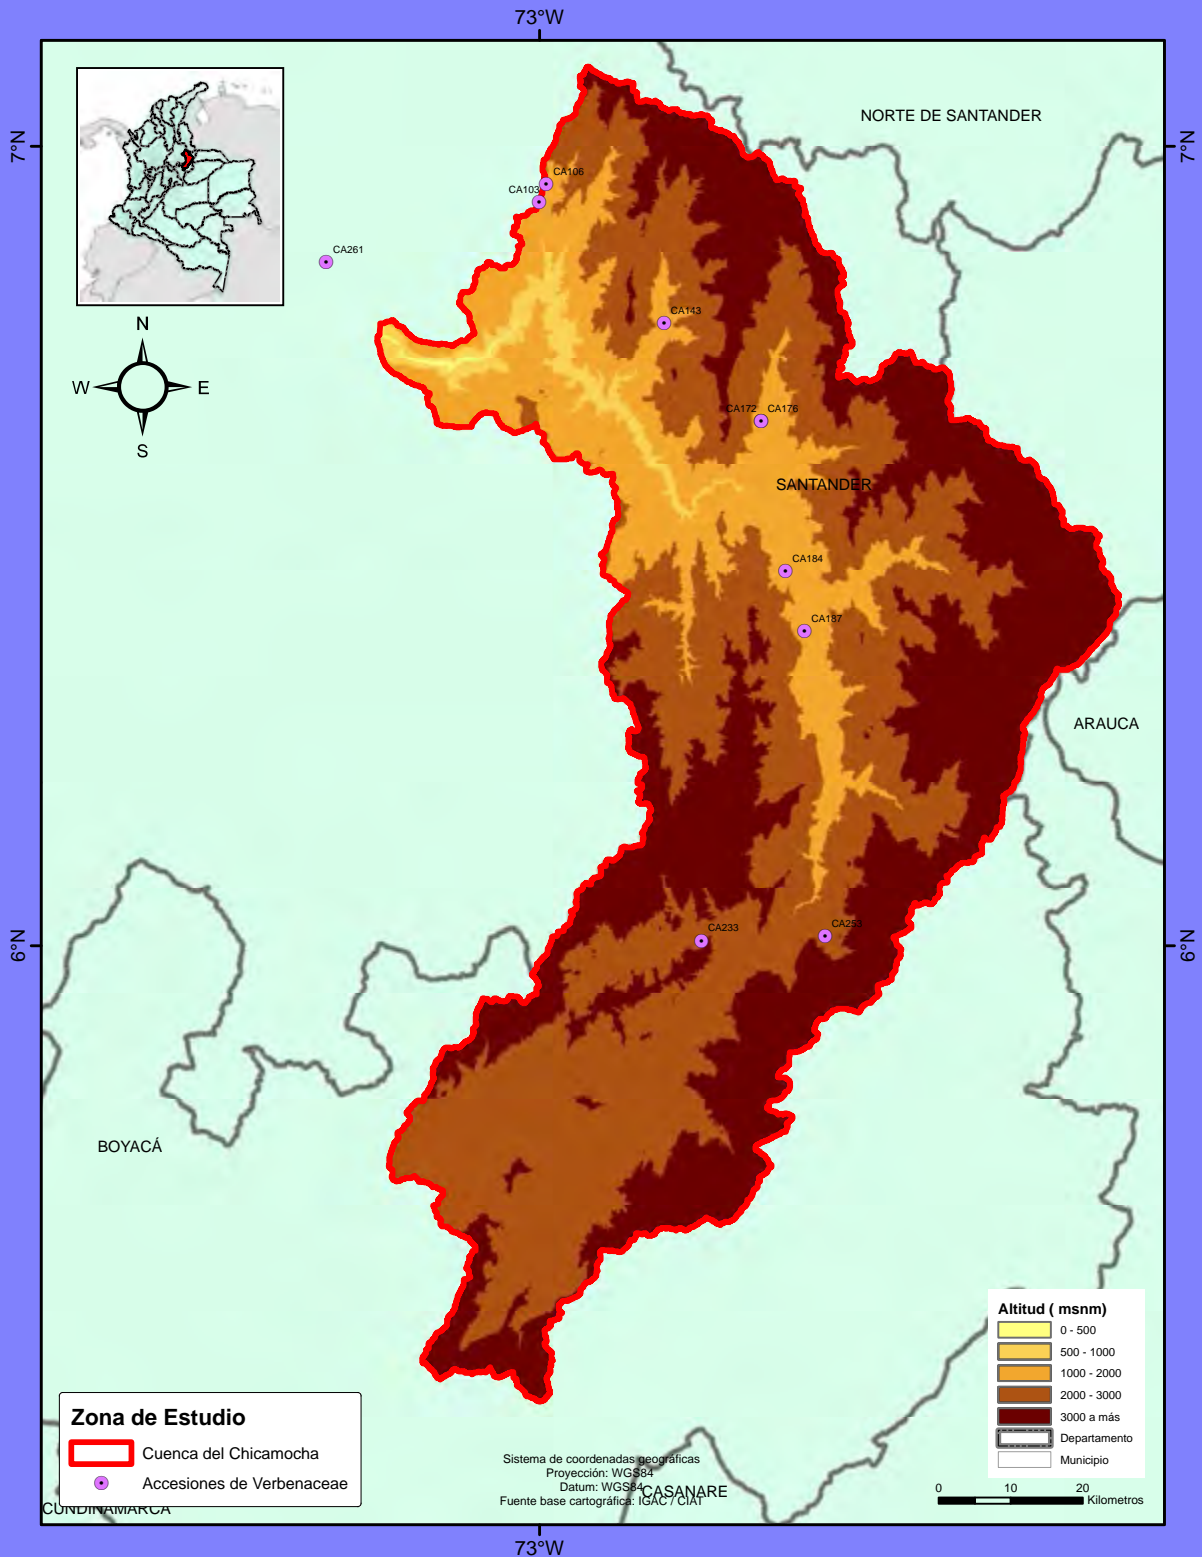 73°W
NORTE DE SANTANDER
7°N
7°N
CA106
CA103
CA261
N
W
E
S
CA143
CA172
CA176
SANTANDER
CA184
CA187
ARAUCA
CA233
CA253
6°N
6°N
BOYACÁ
Altitud ( msnm)
0 - 500
500 - 1000
1000 - 2000
2000 - 3000
3000 a más
Departamento
Municipio
Zona de Estudio
Cuenca del Chicamocha
Accesiones de Verbenaceae
CUNDINAMARCA
Sistema de coordenadas geográficas
Proyección: WGS84
Datum: WGS84
Fuente base cartográfica: IGAC / CIAT
CASANARE
0 10 20
Kilometros
73°W